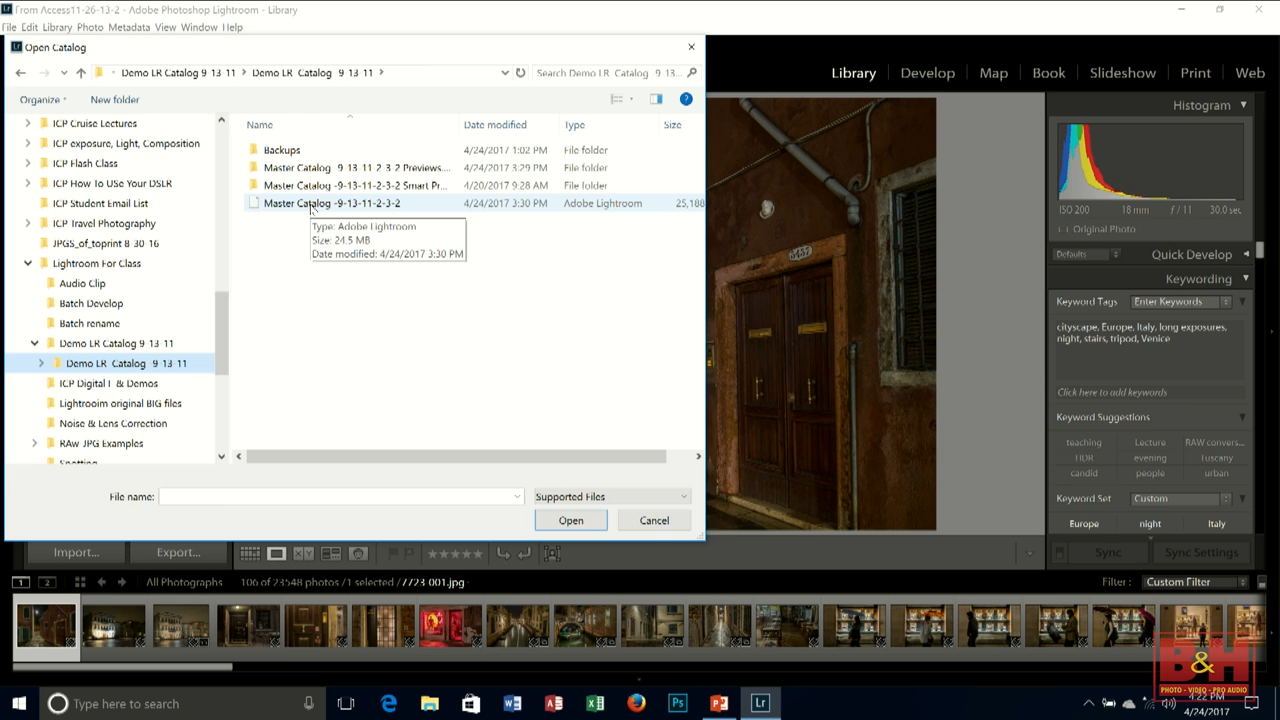 From Access11-26-13-2 - Adobe Photoshop Lightroom - Library
File Edit Library Photo Metadata View Window Help
Open Catalog
Demo LR Catalog 9-13-11 > Demo LR Catalog 9-13-11 >
Search Demo LR Catalog 9 13...
Library Develop Map Book Slideshow Print Web
Organize New folder
Histogram
Name Date modified Type Size
ICP Cruise Lectures
ICP exposure, Light, Composition
ICP Flash Class
ICP How To USe Your DSLR
ICP Student Email List
ICP Travel Photography
JPGS_of_toprint 8-30-16
Lightroom For Class
Audio Clip
Batch Develop
Batch rename
Demo LR Catalog 9-13-11
Demo LR Catalog 9-13-11
ICP Digital I & Demos
Lightrooim original BIG files
Noise & Lens Correction
RAw JPG Examples
Spotting
Backups 4/24/2017 1:02 PM File folder
Master Catalog -9-13-11-2-3-2 Previews.... 4/24/2017 3:29 PM File folder
Master Catalog -9-13-11-2-3-2 Smart Pr... 4/20/2017 9:28 AM File folder
Master Catalog -9-13-11-2-3-2 4/24/2017 3:30 PM Adobe Lightroom 25,188
Type: Adobe Lightroom
Size: 24.5 MB
Date modified: 4/24/2017 3:30 PM
File name: Supported Files
Open Cancel
ISO 200 18 mm f / 11 30.0 sec
Original Photo
Defaults Quick Develop
Keywording
Keyword Tags Enter Keywords
cityscape, Europe, Italy, long exposures,
night, stairs, tripod, Venice
Click here to add keywords
Keyword Suggestions
teaching Lecture RAW convers...
HDR evening Tuscany
candid people urban
Keyword Set Custom
Europe night Italy
Import... Export...
Sync Sync Settings
1 2 All Photographs 106 of 23548 photos / 1 selected / 7723-001.jpg
Filter : Custom Filter
B&H
PHOTO - VIDEO - PRO AUDIO
Type here to search
4:22 PM
4/24/2017